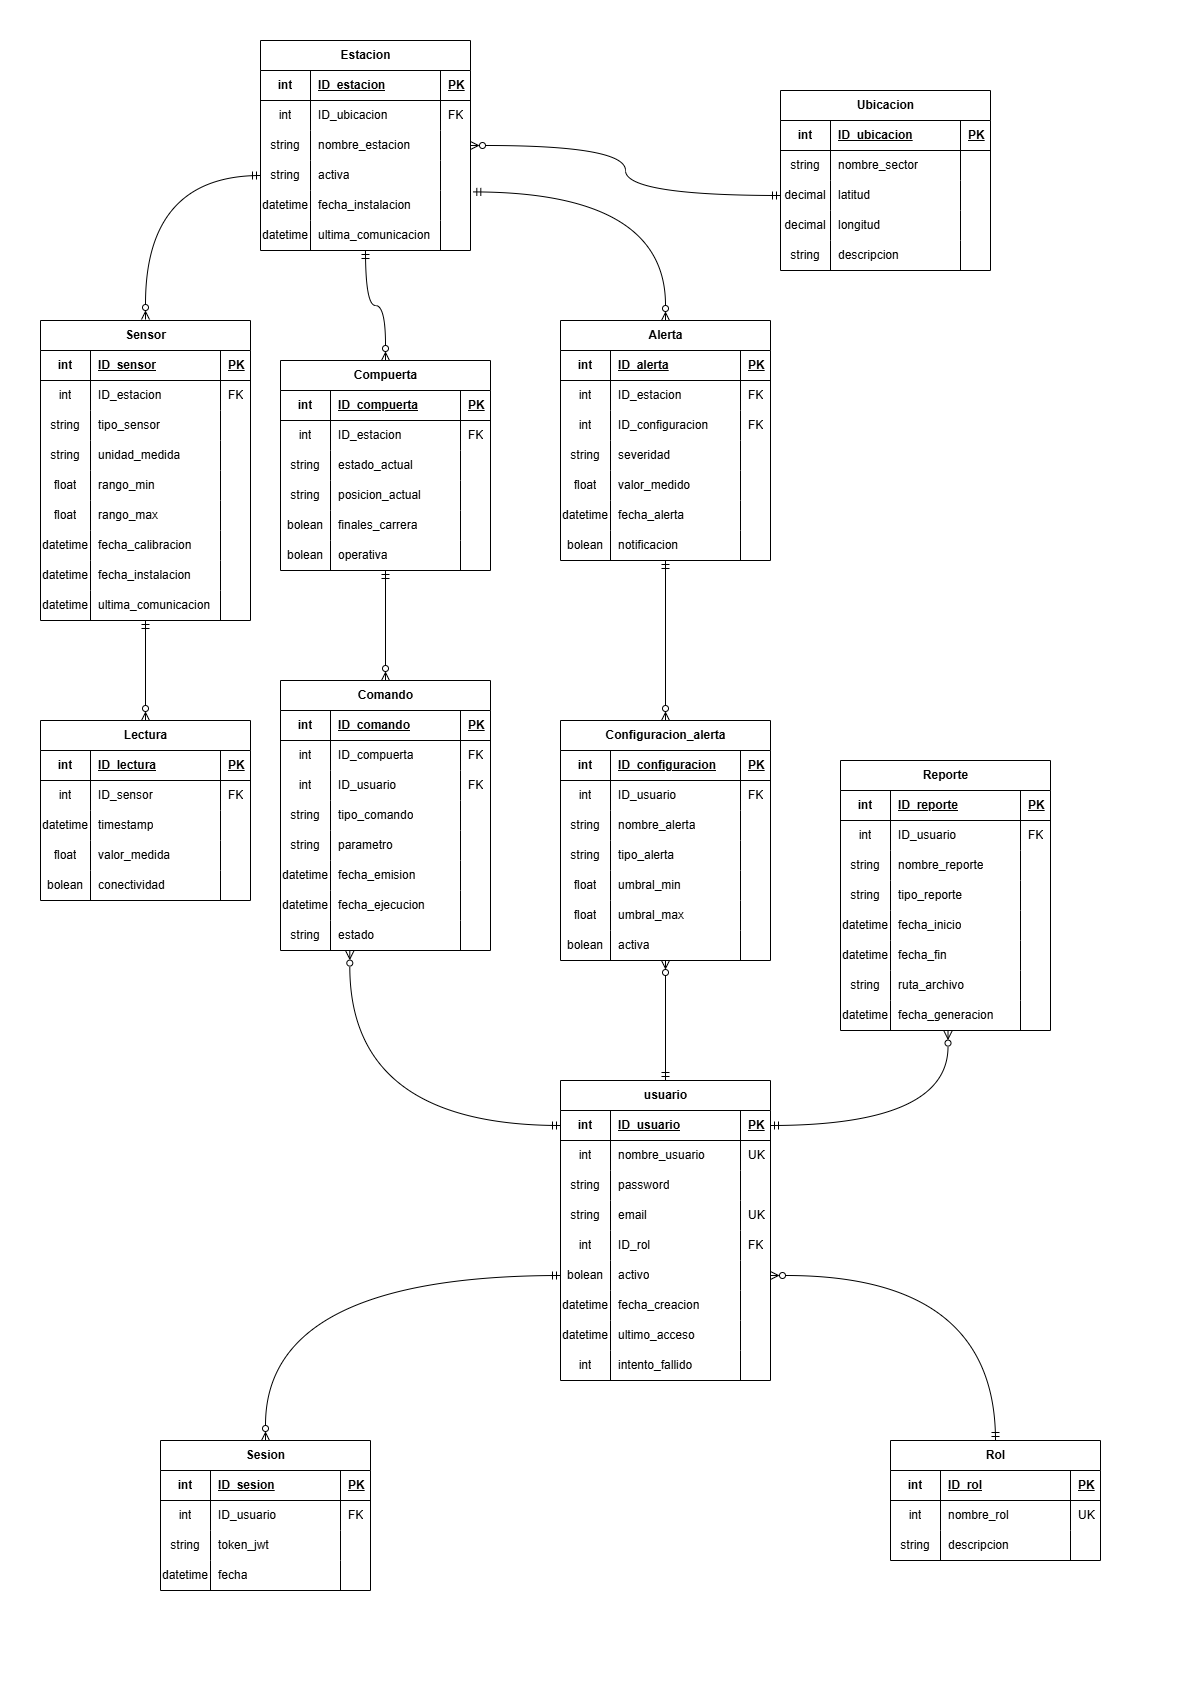 Estacion
int ID_estacion PK
int ID_ubicacion FK
string nombre_estacion
string activa
datetime fecha_instalacion
datetime ultima_comunicacion
Ubicacion
int ID_ubicacion PK
string nombre_sector
decimal latitud
decimal longitud
string descripcion
Sensor
int ID_sensor PK
int ID_estacion FK
string tipo_sensor
string unidad_medida
float rango_min
float rango_max
datetime fecha_calibracion
datetime fecha_instalacion
datetime ultima_comunicacion
Compuerta
int ID_compuerta PK
int ID_estacion FK
string estado_actual
string posicion_actual
bolean finales_carrera
bolean operativa
Alerta
int ID_alerta PK
int ID_estacion FK
int ID_configuracion FK
string severidad
float valor_medido
datetime fecha_alerta
bolean notificacion
Lectura
int ID_lectura PK
int ID_sensor FK
datetime timestamp
float valor_medida
bolean conectividad
Comando
int ID_comando PK
int ID_compuerta FK
int ID_usuario FK
string tipo_comando
string parametro
datetime fecha_emision
datetime fecha_ejecucion
string estado
Configuracion_alerta
int ID_configuracion PK
int ID_usuario FK
string nombre_alerta
string tipo_alerta
float umbral_min
float umbral_max
bolean activa
Reporte
int ID_reporte PK
int ID_usuario FK
string nombre_reporte
string tipo_reporte
datetime fecha_inicio
datetime fecha_fin
string ruta_archivo
datetime fecha_generacion
usuario
int ID_usuario PK
int nombre_usuario UK
string password
string email UK
int ID_rol FK
bolean activo
datetime fecha_creacion
datetime ultimo_acceso
int intento_fallido
Sesion
int ID_sesion PK
int ID_usuario FK
string token_jwt
datetime fecha
Rol
int ID_rol PK
int nombre_rol UK
string descripcion